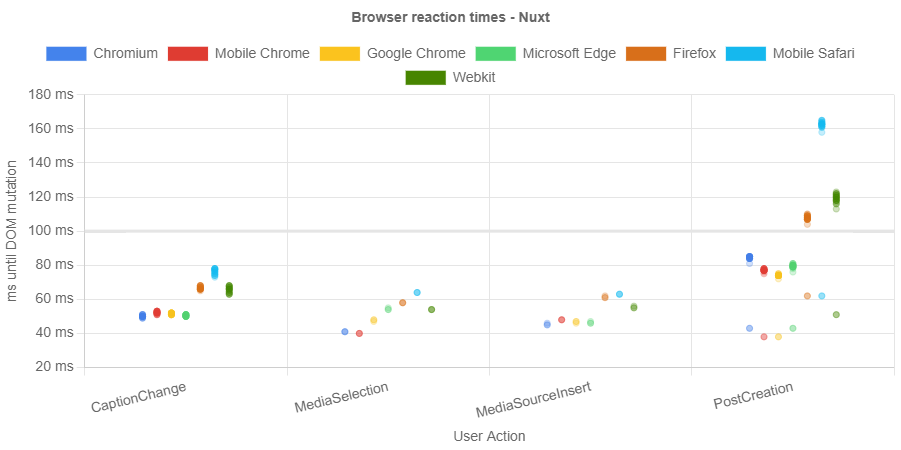 Browser reaction times - Nuxt
Chromium Mobile Chrome Google Chrome Microsoft Edge Firefox Mobile Safari
Webkit
180 ms
160 ms
140 ms
120 ms
100 ms
80 ms
60 ms
40 ms
20 ms
ms until DOM mutation
CaptionChange MediaSelection MediaSourceInsert PostCreation
User Action